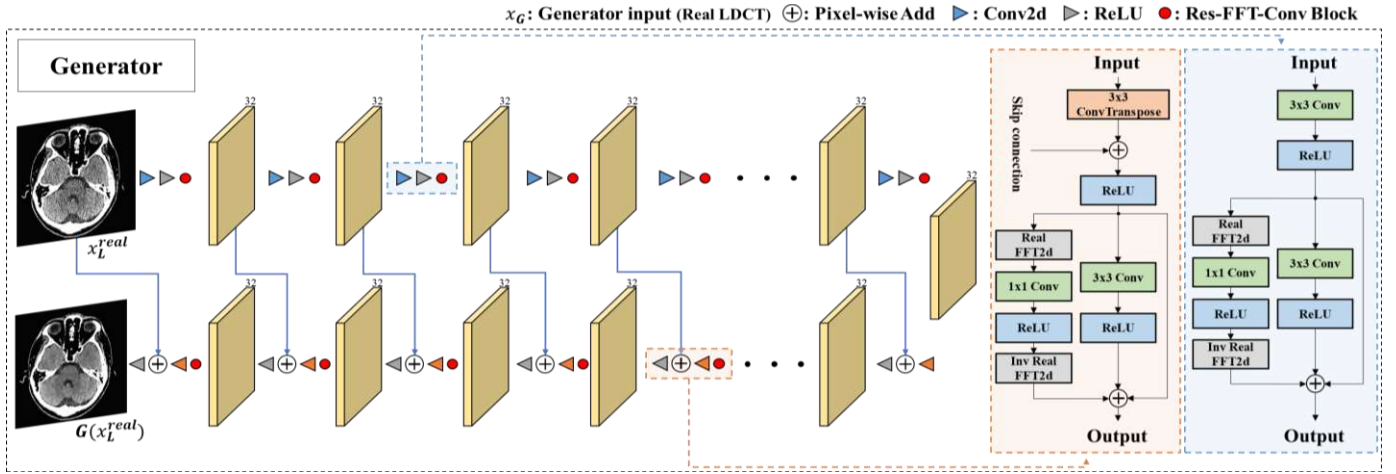 x_G: Generator input (Real LDCT) ⊕: Pixel-wise Add : Conv2d : ReLU : Res-FFT-Conv Block
Generator
32 32 32 32 32
32
x_L^real
32 32 32 32 32
G(x_L^real)
Input
3x3
ConvTranspose
Skip connection
ReLU
Real
FFT2d
1x1 Conv
3x3 Conv
ReLU
ReLU
Inv Real
FFT2d
Output
Input
3x3 Conv
ReLU
Real
FFT2d
1x1 Conv
3x3 Conv
ReLU
ReLU
Inv Real
FFT2d
Output